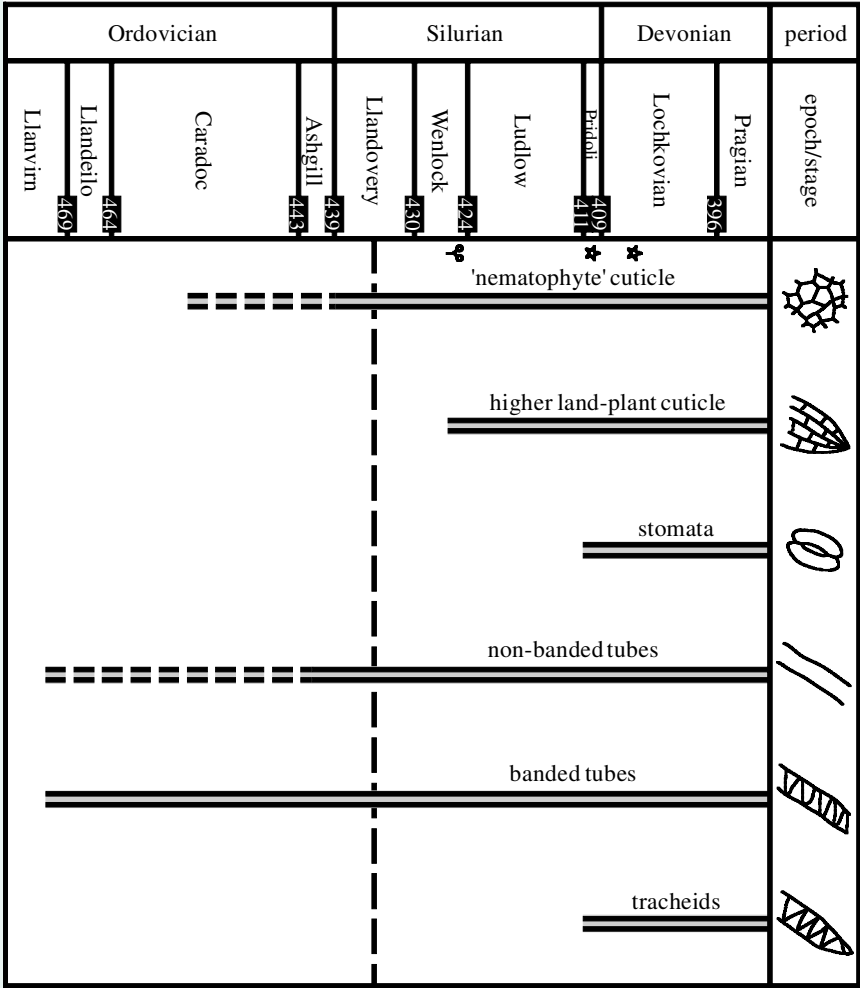 Ordovician Silurian Devonian period
Llanvirn Llandeilo Caradoc Ashgill Llandovery Wenlock Ludlow Pridoli Lochkovian Pragian epoch/stage
469 464 443 439 430 424 411 409 396
'nematophyte' cuticle
higher land-plant cuticle
stomata
non-banded tubes
banded tubes
tracheids